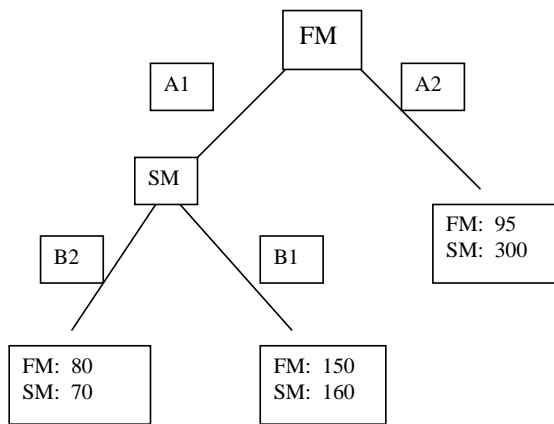 FM
A1
A2
SM
FM: 95
SM: 300
B2
B1
FM: 80
SM: 70
FM: 150
SM: 160